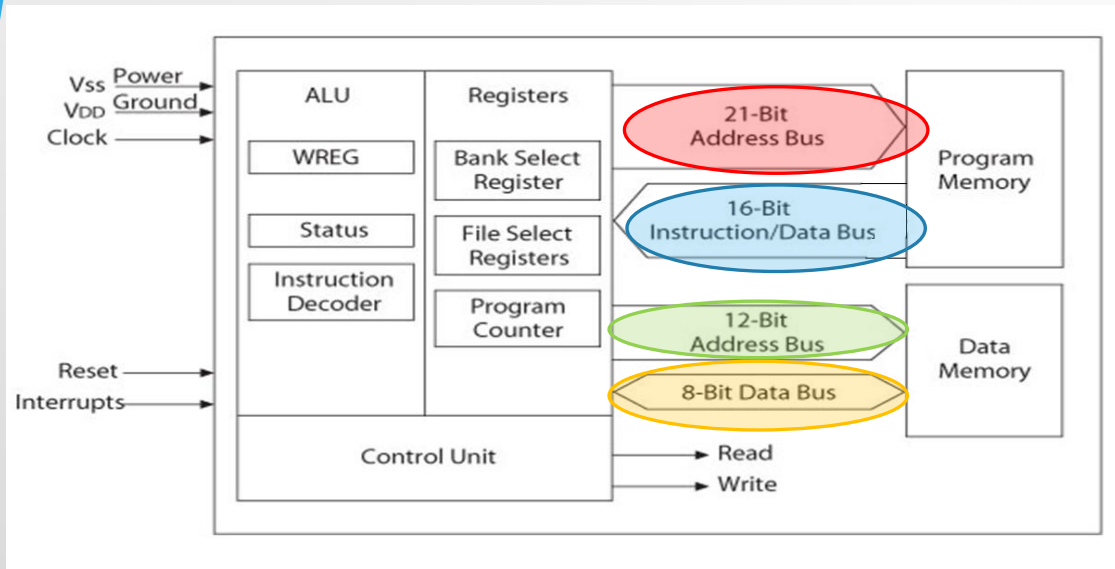 Vss Power
VDD Ground
Clock
Reset
Interrupts
ALU
WREG
Status
Instruction
Decoder
Registers
Bank Select
Register
File Select
Registers
Program
Counter
Control Unit
21-Bit
Address Bus
16-Bit
Instruction/Data Bus
12-Bit
Address Bus
8-Bit Data Bus
Read
Write
Program
Memory
Data
Memory